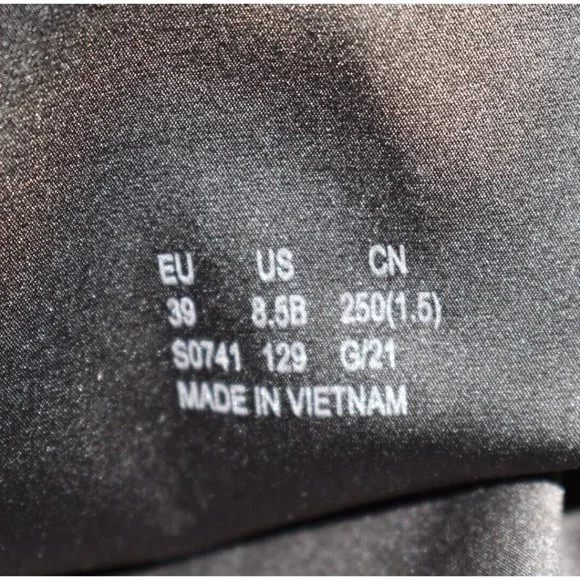 EU US CN
39 8.5B 250(1.5)
S0741 129 G/21
MADE IN VIETNAM